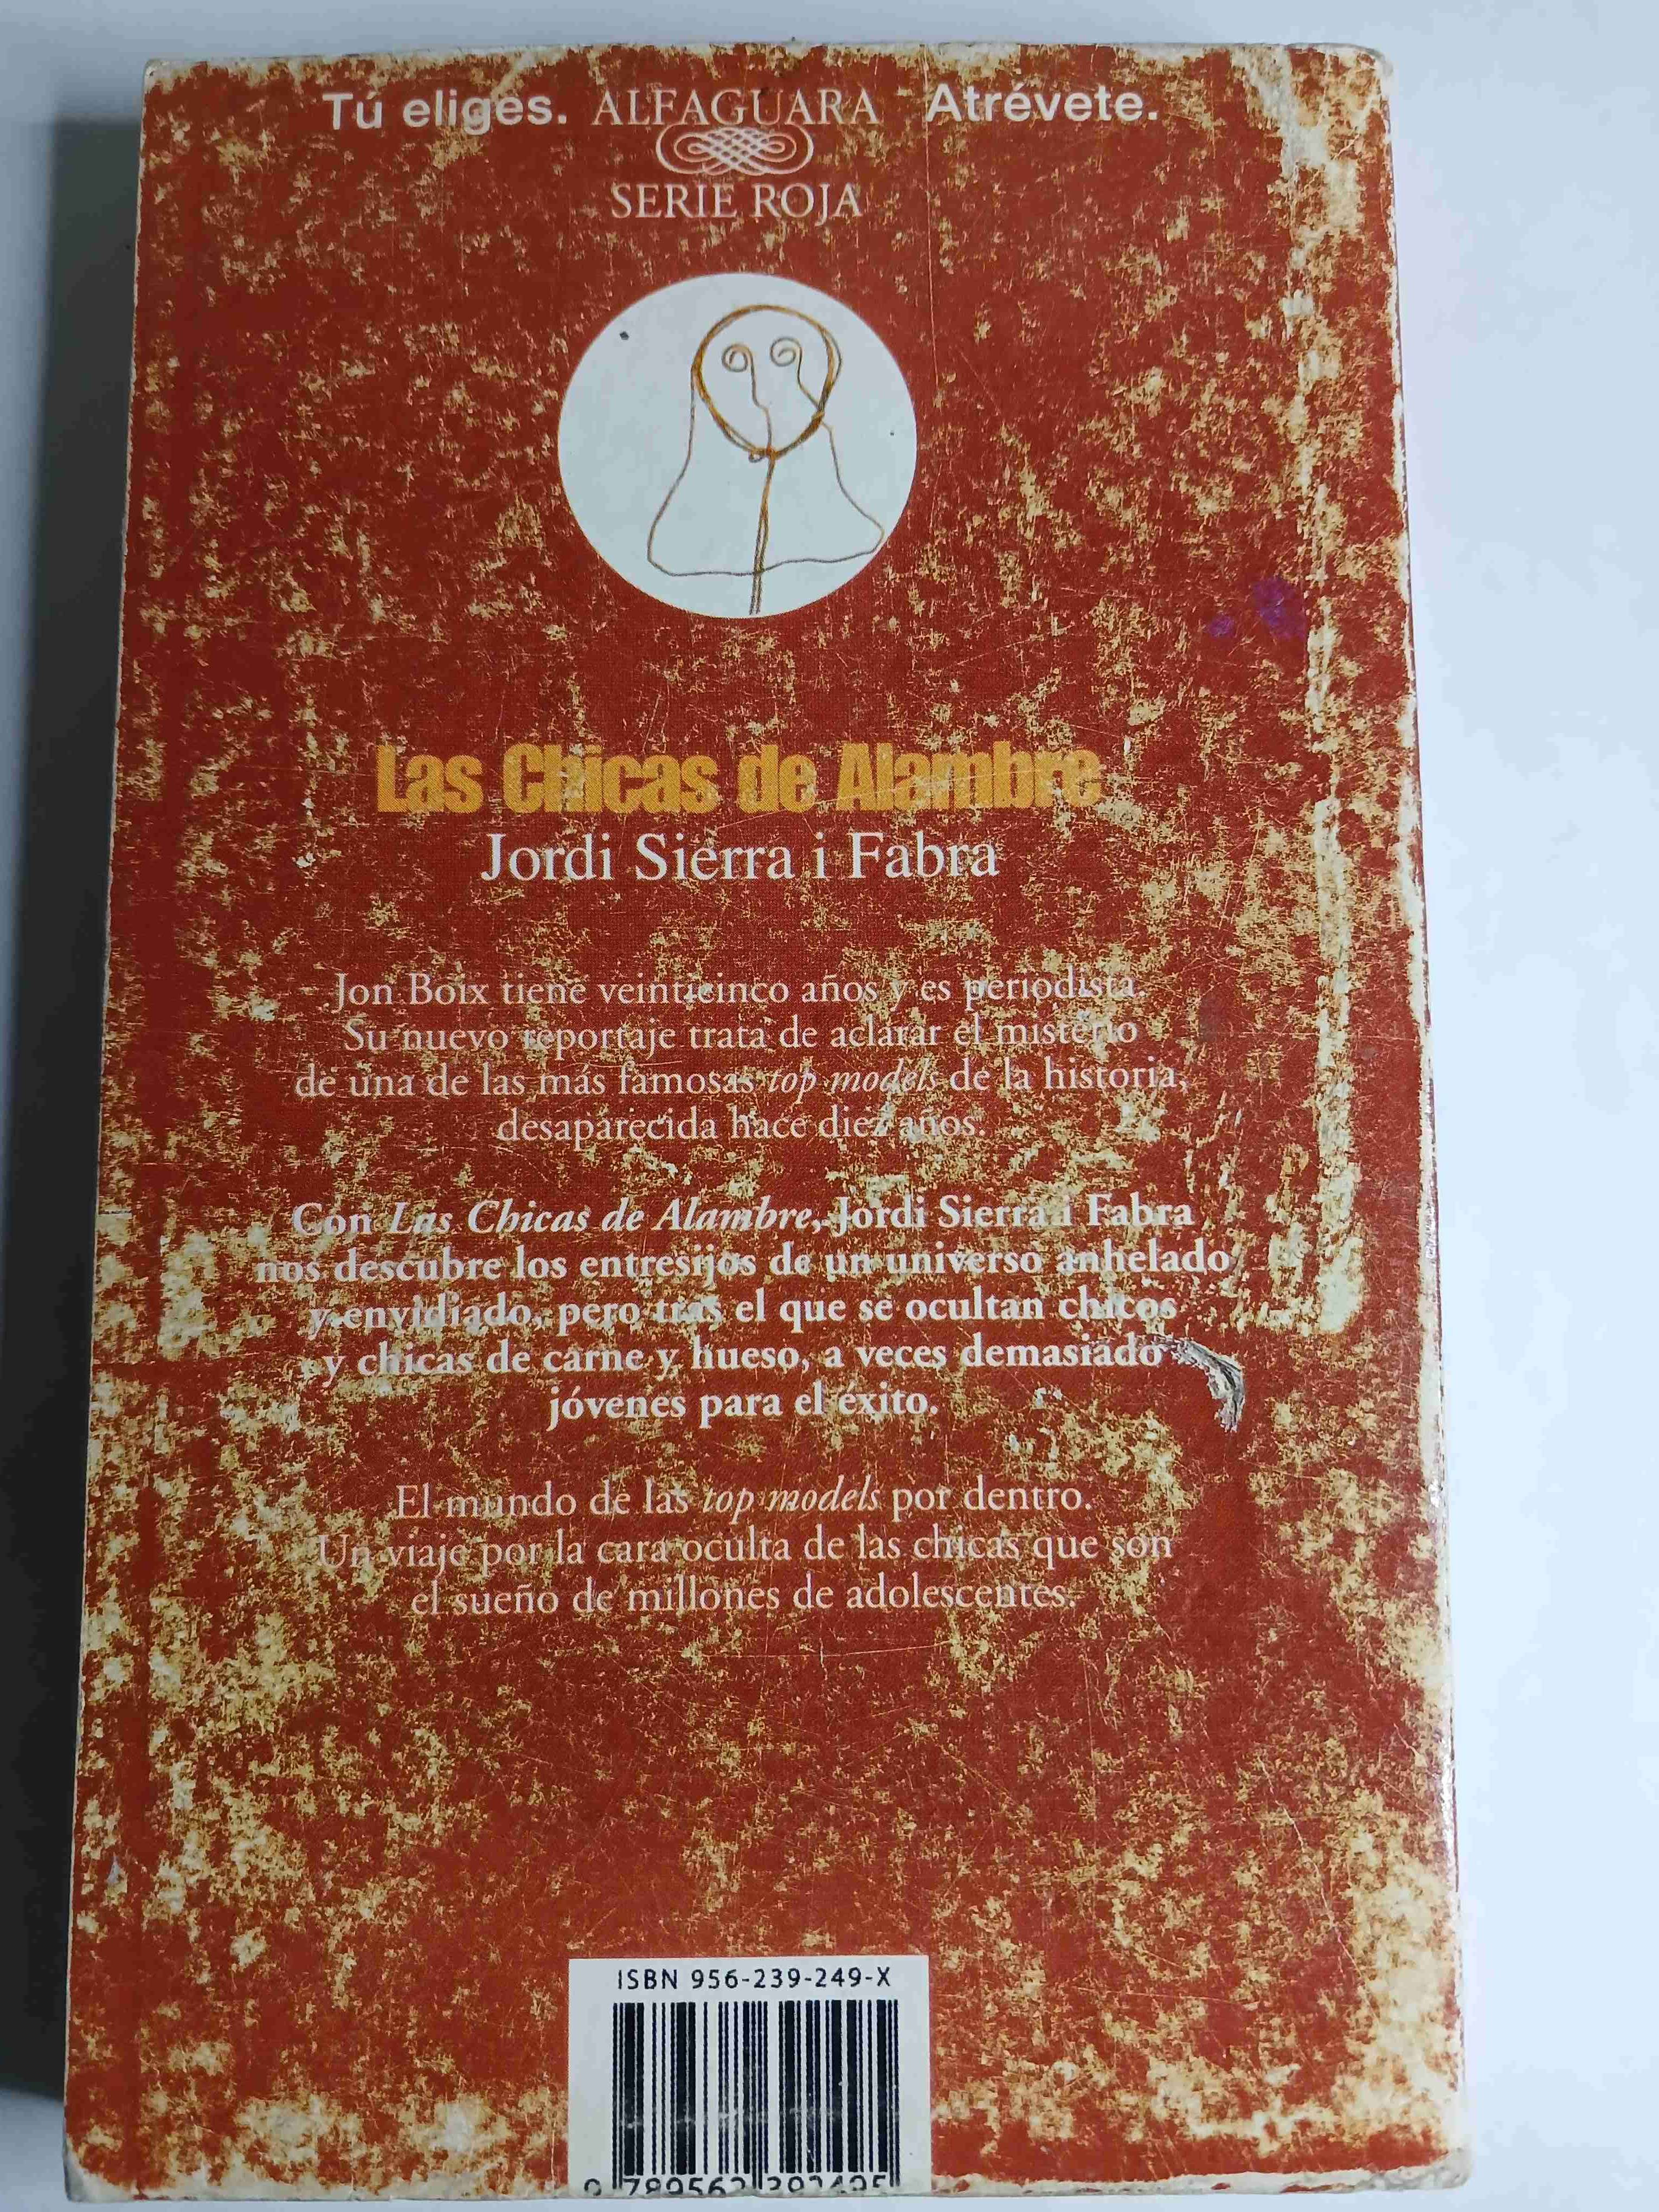 Tú eliges. ALFAGUARA Atrévete.
SERIE ROJA
Las Chicas de Alambre
Jordi Sierra i Fabra
Jon Boix tiene veinticinco años y es periodista.
Su nuevo reportaje trata de aclarar el misterio
de una de las más famosas top models de la historia,
desaparecida hace diez años.
Con Las Chicas de Alambre, Jordi Sierra i Fabra
nos descubre los entresijos de un universo anhelado
y envidiado, pero tras el que se ocultan chicos
y chicas de carne y hueso, a veces demasiado
jóvenes para el éxito.
El mundo de las top models por dentro.
Un viaje por la cara oculta de las chicas que son
el sueño de millones de adolescentes.
ISBN 956-239-249-X
9 789562 392495